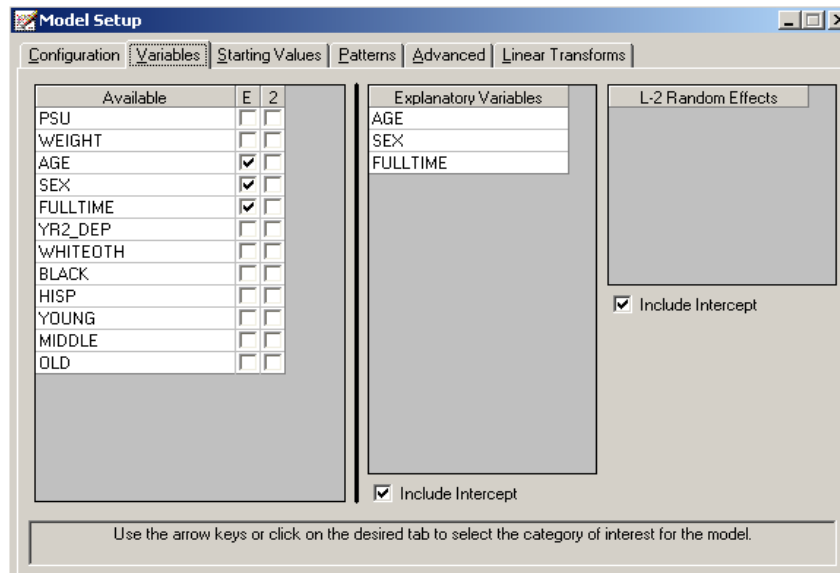 Model Setup
Configuration Variables Starting Values Patterns Advanced Linear Transforms
Available E 2
PSU
WEIGHT
AGE
SEX
FULLTIME
YR2_DEP
WHITEOTH
BLACK
HISP
YOUNG
MIDDLE
OLD
Explanatory Variables
AGE
SEX
FULLTIME
Include Intercept
L-2 Random Effects
Include Intercept
Use the arrow keys or click on the desired tab to select the category of interest for the model.